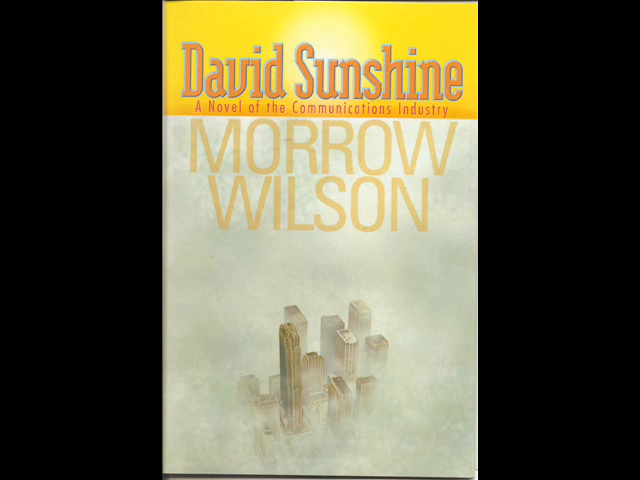 David Sunshine
A Novel of the Communications Industry
MORROW
WILSON